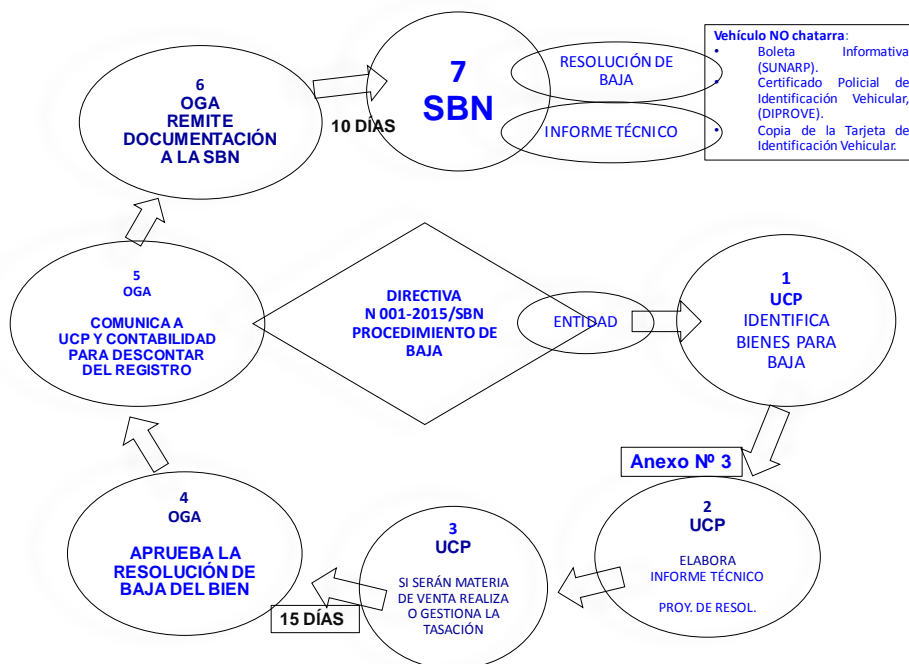 DIRECTIVA
N 001-2015/SBN
PROCEDIMIENTO DE
BAJA
ENTIDAD
1
UCP
IDENTIFICA
BIENES PARA
BAJA
Anexo Nº 3
2
UCP
ELABORA
INFORME TÉCNICO
PROY. DE RESOL.
3
UCP
SI SERÁN MATERIA
DE VENTA REALIZA
O GESTIONA LA
TASACIÓN
15 DÍAS
4
OGA
APRUEBA LA
RESOLUCIÓN DE
BAJA DEL BIEN
5
OGA
COMUNICA A
UCP Y CONTABILIDAD
PARA DESCONTAR
DEL REGISTRO
6
OGA
REMITE
DOCUMENTACIÓN
A LA SBN
10 DÍAS
7
SBN
RESOLUCIÓN DE
BAJA
INFORME TÉCNICO
Vehículo NO chatarra:
• Boleta Informativa
(SUNARP).
• Certificado Policial de
Identificación Vehicular,
(DIPROVE).
• Copia de la Tarjeta de
Identificación Vehicular.